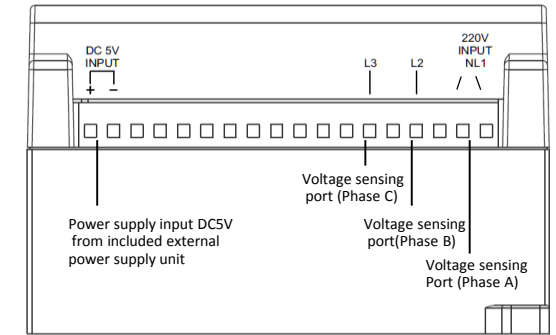 DC 5V
INPUT
+ −
L3
L2
220V
INPUT
NL1
/ \
Voltage sensing
port (Phase C)
Power supply input DC5V
from included external
power supply unit
Voltage sensing
port(Phase B)
Voltage sensing
Port (Phase A)